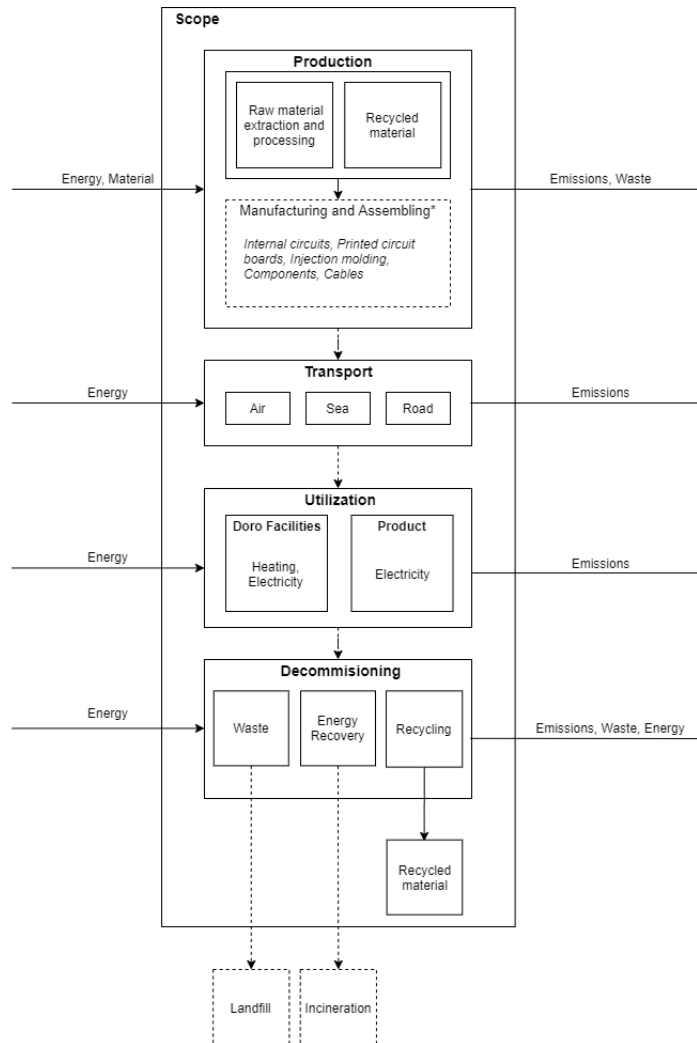 Scope
Production
Raw material
extraction and
processing
Recycled
material
Energy, Material
Emissions, Waste
Manufacturing and Assembling*
Internal circuits, Printed circuit
boards, Injection molding,
Components, Cables
Transport
Energy
Air
Sea
Road
Emissions
Utilization
Doro Facilities
Heating,
Electricity
Product
Electricity
Energy
Emissions
Decommisioning
Energy
Waste
Energy
Recovery
Recycling
Emissions, Waste, Energy
Recycled
material
Landfill
Incineration